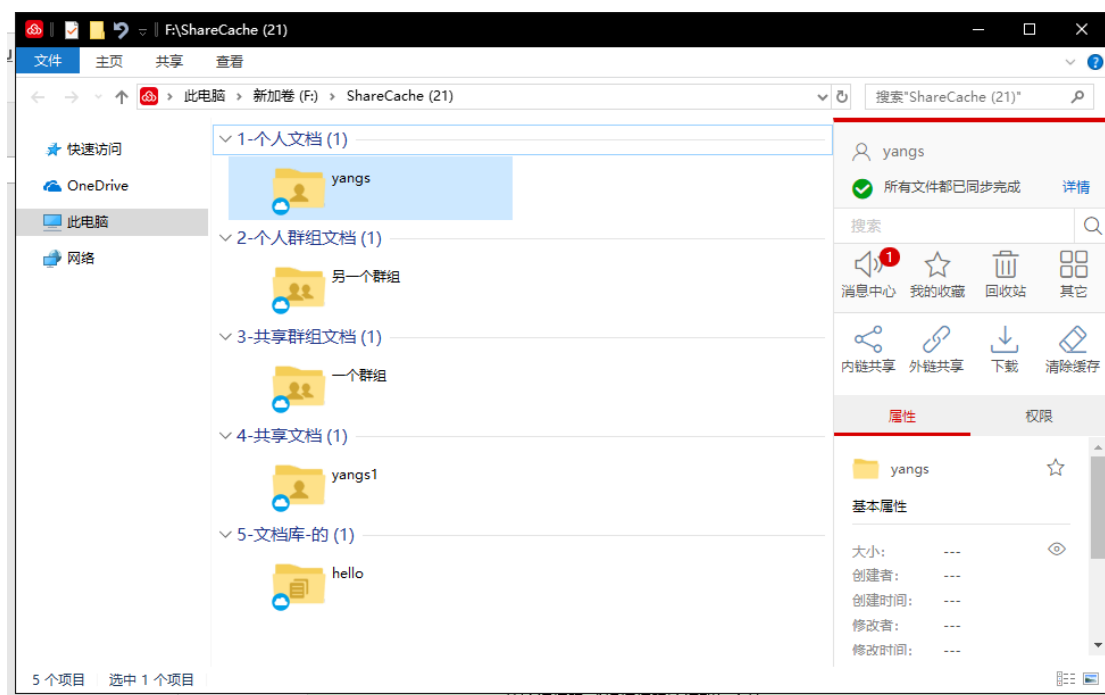 F:\ShareCache (21)
文件 主页 共享 查看
此电脑 新加卷 (F:) ShareCache (21) 搜索"ShareCache (21)"
快速访问
OneDrive
此电脑
网络
1-个人文档 (1)
yangs
2-个人群组文档 (1)
另一个群组
3-共享群组文档 (1)
一个群组
4-共享文档 (1)
yangs1
5-文档库-的 (1)
hello
yangs
所有文件都已同步完成 详情
搜索
1
消息中心 我的收藏 回收站 其它
内链共享 外链共享 下载 清除缓存
属性 权限
yangs
基本属性
大小: ---
创建者: ---
创建时间: ---
修改者: ---
修改时间: ---
5 个项目 选中 1 个项目